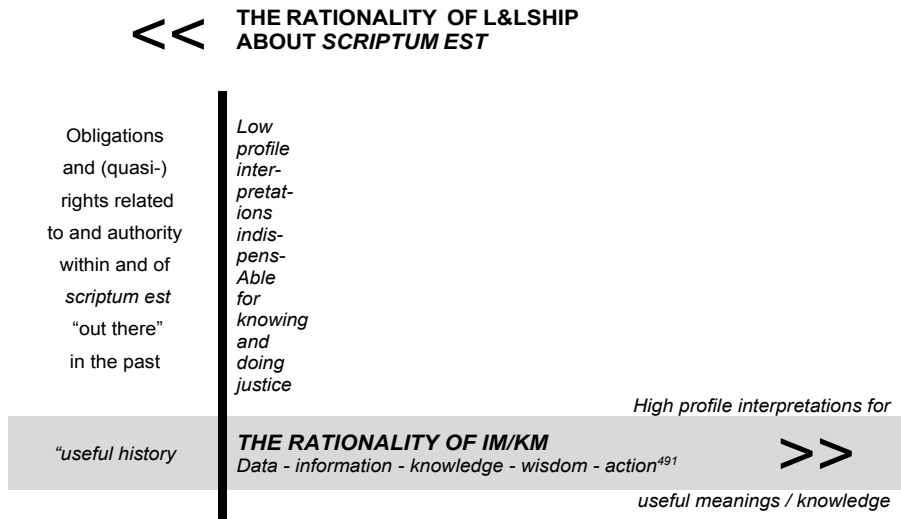 <<
THE RATIONALITY OF L&LSHIP
ABOUT SCRIPTUM EST
Obligations
and (quasi-)
rights related
to and authority
within and of
scriptum est
“out there”
in the past
Low
profile
inter-
pretat-
ions
indis-
pens-
Able
for
knowing
and
doing
justice
High profile interpretations for
“useful history
THE RATIONALITY OF IM/KM
Data - information - knowledge - wisdom - action491
>>
useful meanings / knowledge